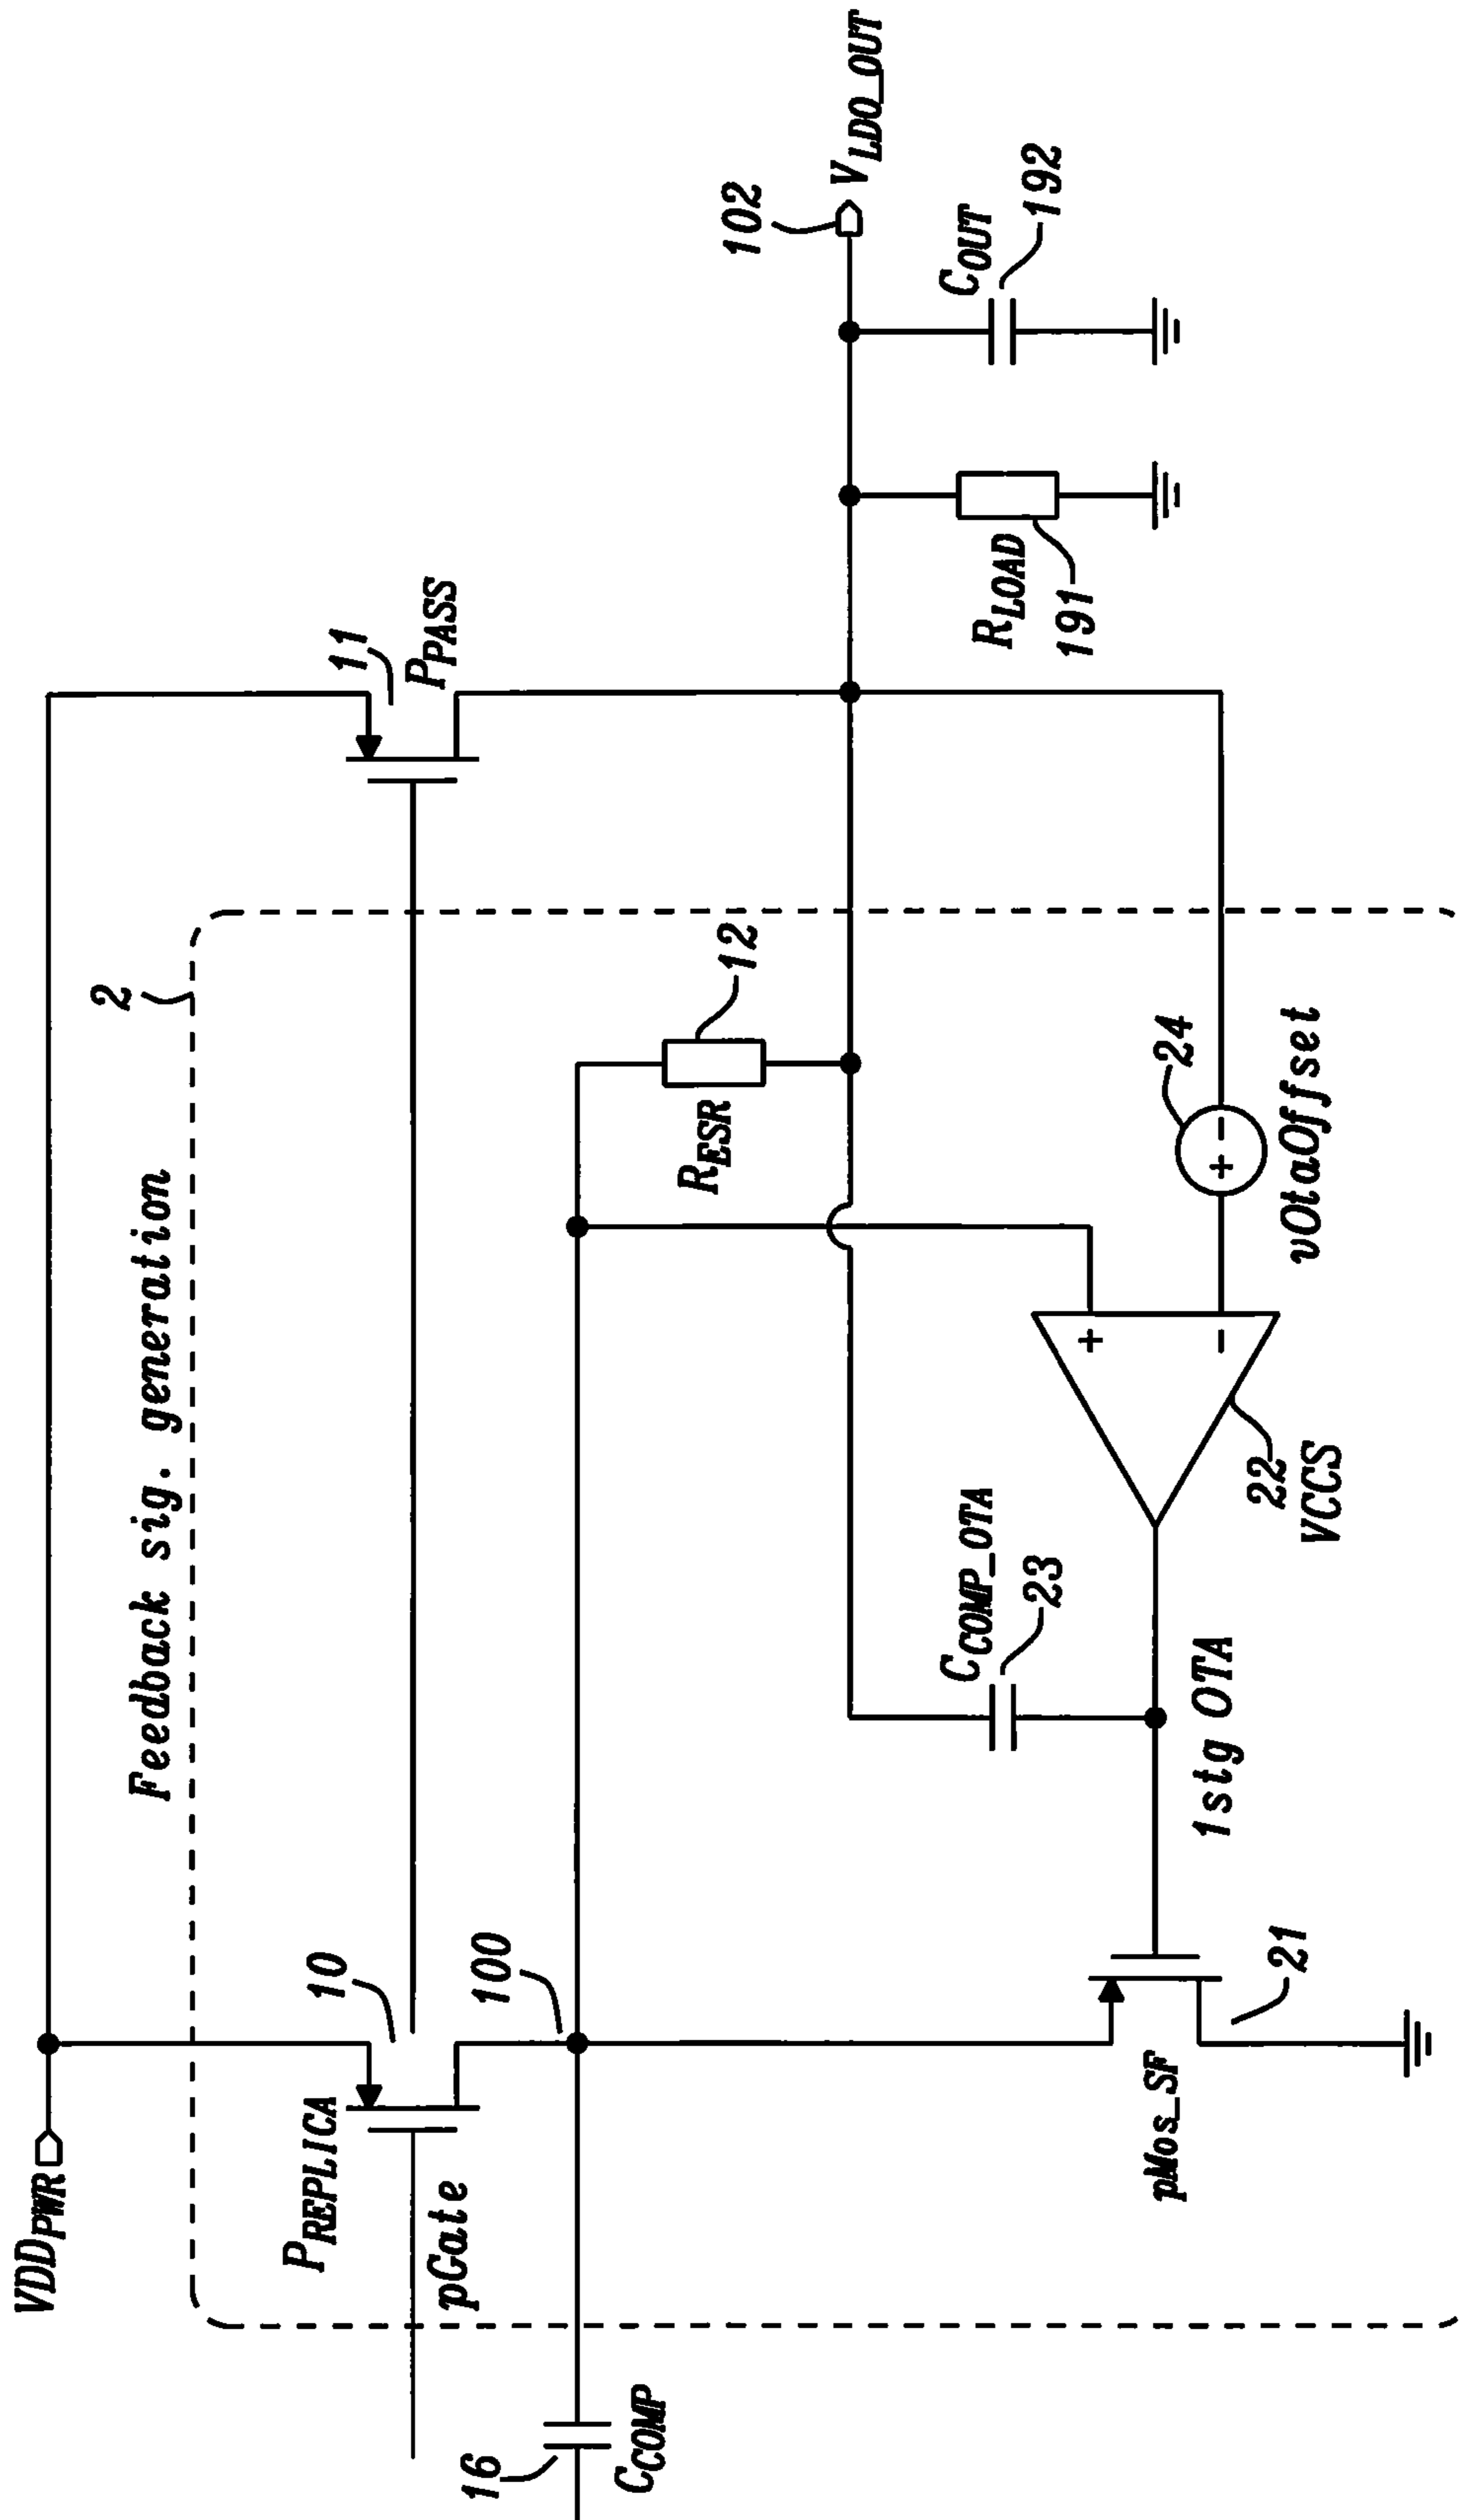 VDDPWR
2
Feedback sig. generation
10
PREPLICA
pGate
11
PPASS
16
CCOMP
100
RESR
12
102
VLDO_OUT
COUT
192
RLOAD
191
CCOMP_OTA
23
24
vOtaOffset
+
-
+ -
22
VCCS
1stg OTA
pMos_SF
21